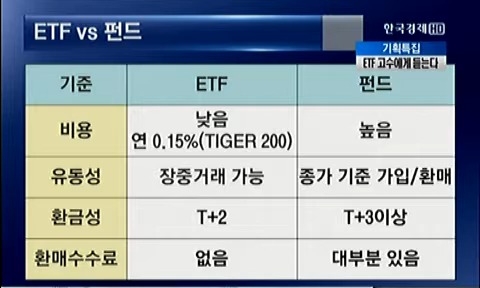 ETF vs 펀드
한국경제 HD
기획특집
ETF 고수에게 듣는다
기준 ETF 펀드
비용 낮음 연 0.15%(TIGER 200) 높음
유동성 장중거래 가능 종가 기준 가입/환매
환금성 T+2 T+3이상
환매수수료 없음 대부분 있음